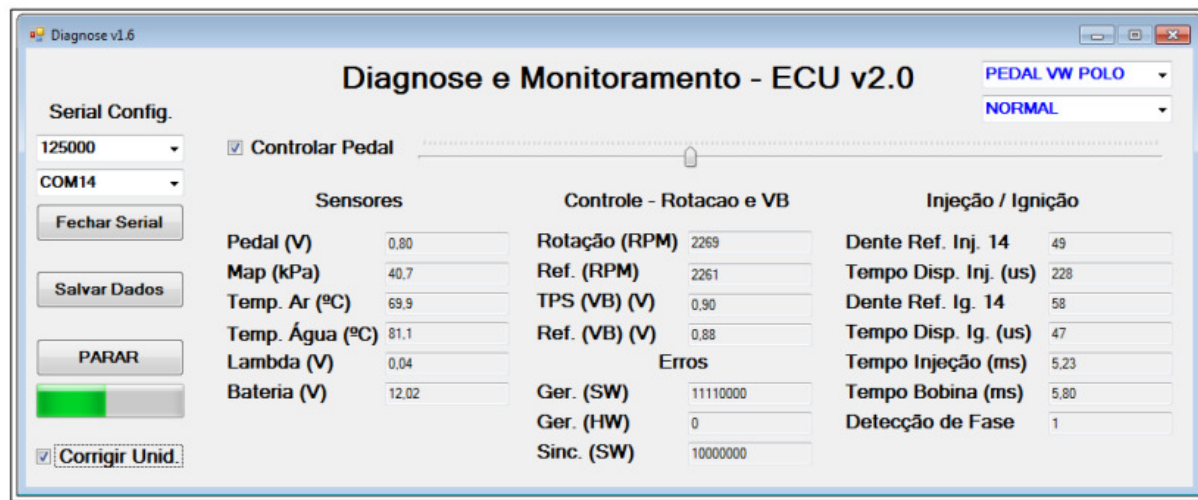 Diagnose v1.6
Diagnose e Monitoramento - ECU v2.0
PEDAL VW POLO
NORMAL
Serial Config.
125000
COM14
Fechar Serial
Salvar Dados
PARAR
Corrigir Unid.
Controlar Pedal
Sensores
Pedal (V) 0,80
Map (kPa) 40,7
Temp. Ar (ºC) 69,9
Temp. Água (ºC) 81,1
Lambda (V) 0,04
Bateria (V) 12,02
Controle - Rotacao e VB
Rotação (RPM) 2269
Ref. (RPM) 2261
TPS (VB) (V) 0,90
Ref. (VB) (V) 0,88
Erros
Ger. (SW) 11110000
Ger. (HW) 0
Sinc. (SW) 10000000
Injeção / Ignição
Dente Ref. Inj. 14 49
Tempo Disp. Inj. (us) 228
Dente Ref. Ig. 14 58
Tempo Disp. Ig. (us) 47
Tempo Injeção (ms) 5,23
Tempo Bobina (ms) 5,80
Detecção de Fase 1